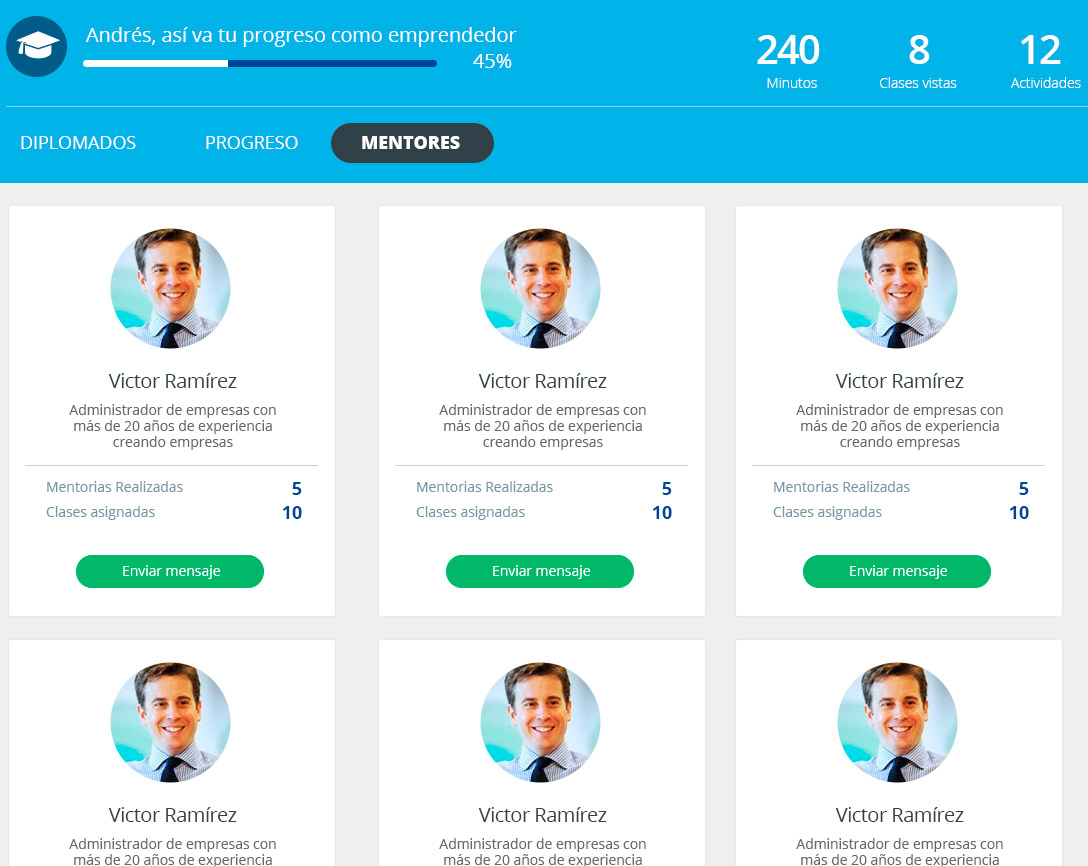 Andrés, así va tu progreso como emprendedor
45%
240
Minutos
8
Clases vistas
12
Actividades
DIPLOMADOS
PROGRESO
MENTORES
Victor Ramírez
Administrador de empresas con
más de 20 años de experiencia
creando empresas
Mentorias Realizadas 5
Clases asignadas 10
Enviar mensaje
Victor Ramírez
Administrador de empresas con
más de 20 años de experiencia
creando empresas
Mentorias Realizadas 5
Clases asignadas 10
Enviar mensaje
Victor Ramírez
Administrador de empresas con
más de 20 años de experiencia
creando empresas
Mentorias Realizadas 5
Clases asignadas 10
Enviar mensaje
Victor Ramírez
Administrador de empresas con
más de 20 años de experiencia
Victor Ramírez
Administrador de empresas con
más de 20 años de experiencia
Victor Ramírez
Administrador de empresas con
más de 20 años de experiencia